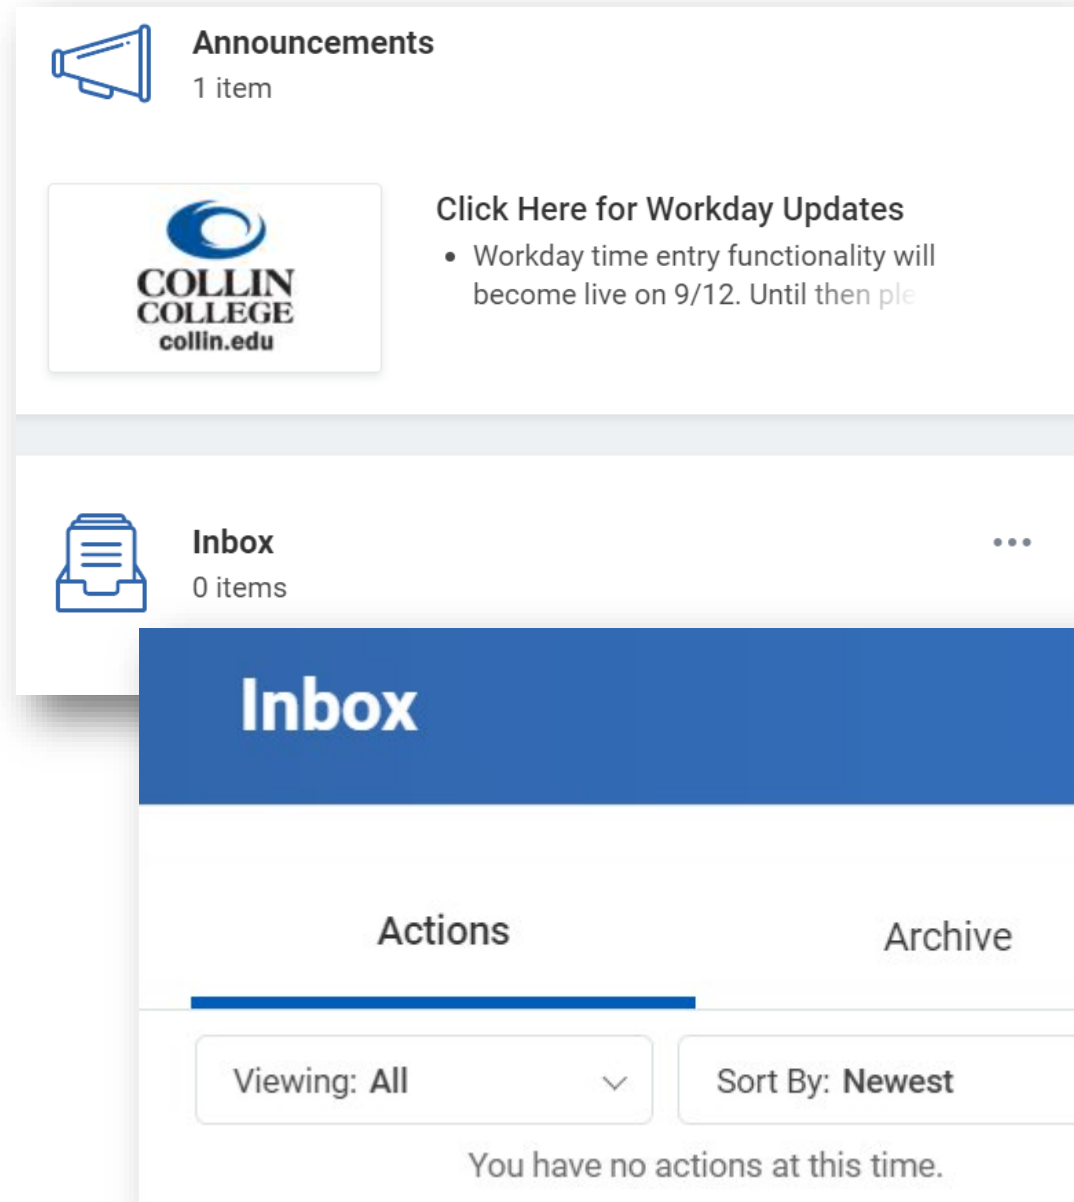 Announcements
1 item
COLLIN
COLLEGE
collin.edu
Click Here for Workday Updates
• Workday time entry functionality will
become live on 9/12. Until then ple
Inbox
0 items
Inbox
Actions
Archive
Viewing: All
Sort By: Newest
You have no actions at this time.